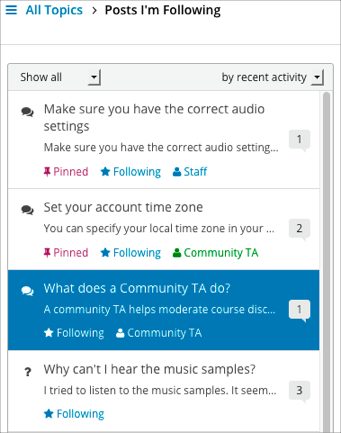 All Topics > Posts I'm Following
Show all by recent activity
Make sure you have the correct audio
settings
1
Make sure you have the correct audio setting...
Pinned Following Staff
Set your account time zone
2
You can specify your local time zone in your ...
Pinned Following Community TA
What does a Community TA do?
1
A community TA helps moderate course disc...
Following Community TA
? Why can't I hear the music samples?
3
I tried to listen to the music samples. It seem...
Following